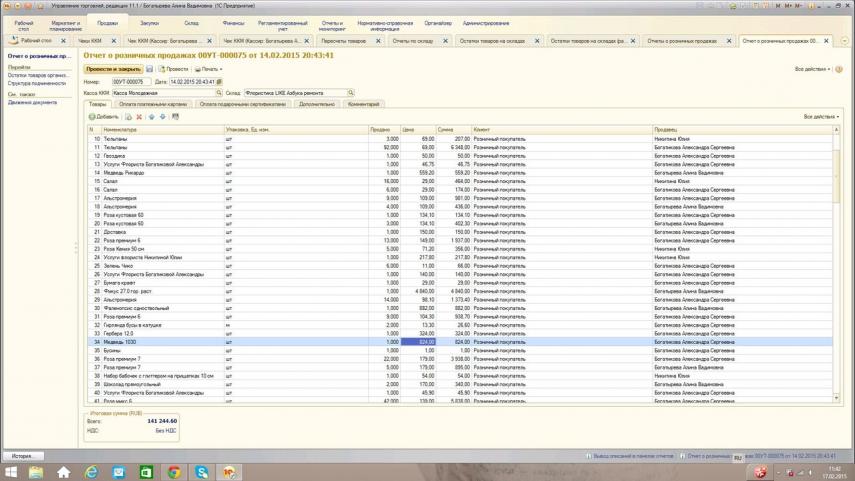 Управление торговлей, редакция 11.1 / Богатырева Алина Вадимовна (1С:Предприятие)
Рабочий стол
Маркетинг и планирование
Продажи
Закупки
Склад
Финансы
Регламентированный учет
Отчеты и мониторинг
Нормативно-справочная информация
Органайзер
Администрирование
Рабочий стол
Чеки ККМ
Чек ККМ (Кассир: Богатырева ...
Чек ККМ (Кассир: Богатырева А...
Пересчеты товаров
Отчеты по складу
Остатки товаров на складах
Остатки товаров на складах (ра...
Отчеты о розничных продажах
Отчет о розничных продажах 00...
Отчет о розничных пр...
Перейти
Остатки товаров организ...
Структура подчиненности
См. также
Движения документа
Отчет о розничных продажах 00УТ-000075 от 14.02.2015 20:43:41
Провести и закрыть
Провести
Печать
Все действия
Номер: 00УТ-000075 Дата: 14.02.2015 20:43:41
Касса ККМ: Касса Молодежная Склад: Флористика LIKE Азбука ремонта
Товары
Оплата платежными картами
Оплата подарочными сертификатами
Дополнительно
Комментарий
Добавить
Все действия
N Номенклатура Упаковка, Ед. изм. Продано Цена Сумма Клиент Продавец
10 Тюльпаны шт 3,000 69,00 207,00 Розничный покупатель Никитина Юлия
11 Тюльпаны шт 92,000 69,00 6 348,00 Розничный покупатель Богатикова Александра Сергеевна
12 Гвоздика шт 1,000 50,00 50,00 Розничный покупатель Богатикова Александра Сергеевна
13 Услуги Флориста Богатиковой Александры шт 1,000 46,75 46,75 Розничный покупатель Богатикова Александра Сергеевна
14 Медведь Рикардо шт 1,000 559,20 559,20 Розничный покупатель Богатырева Алина Вадимовна
15 Салал шт 16,000 29,00 464,00 Розничный покупатель Никитина Юлия
16 Салал шт 6,000 29,00 174,00 Розничный покупатель Богатикова Александра Сергеевна
17 Альстромерия шт 9,000 109,00 981,00 Розничный покупатель Богатикова Александра Сергеевна
18 Альстромерия шт 4,000 109,00 436,00 Розничный покупатель Богатырева Алина Вадимовна
19 Роза кустовая 60 шт 1,000 134,10 134,10 Розничный покупатель Богатикова Александра Сергеевна
20 Роза кустовая 60 шт 3,000 134,10 402,30 Розничный покупатель Богатырева Алина Вадимовна
21 Доставка шт 1,000 150,00 150,00 Розничный покупатель Богатикова Александра Сергеевна
22 Роза премиум 6 шт 13,000 149,00 1 937,00 Розничный покупатель Богатикова Александра Сергеевна
23 Роза Кения 50 см шт 5,000 71,20 356,00 Розничный покупатель Никитина Юлия
24 Услуги флориста Никитиной Юлии шт 1,000 217,80 217,80 Розничный покупатель Богатикова Александра Сергеевна
25 Зелень Чико шт 6,000 11,00 66,00 Розничный покупатель Богатикова Александра Сергеевна
26 Услуги Флориста Богатиковой Александры шт 1,000 140,00 140,00 Розничный покупатель Богатикова Александра Сергеевна
27 Бумага крафт шт 1,000 29,00 29,00 Розничный покупатель Богатикова Александра Сергеевна
28 Фикус 27.0 гор. раст. шт 1,000 4 840,00 4 840,00 Розничный покупатель Богатырева Алина Вадимовна
29 Альстромерия шт 14,000 98,10 1 373,40 Розничный покупатель Богатикова Александра Сергеевна
30 Фаленопсис одноствольный шт 1,000 840,00 840,00 Розничный покупатель Богатырева Алина Вадимовна
31 Роза премиум 6 шт 9,000 104,30 938,70 Розничный покупатель Богатикова Александра Сергеевна
32 Гирлянда бусы в катушке м 2,000 13,30 26,60 Розничный покупатель Богатикова Александра Сергеевна
33 Гербера 12.0 шт 1,000 324,00 324,00 Розничный покупатель Богатикова Александра Сергеевна
34 Медведь 1030 шт 1,000 824,00 824,00 Розничный покупатель Богатикова Александра Сергеевна
35 Бусины шт 1,000 1,00 1,00 Розничный покупатель Богатикова Александра Сергеевна
36 Роза премиум 7 шт 22,000 179,00 3 938,00 Розничный покупатель Богатикова Александра Сергеевна
37 Роза премиум 7 шт 5,000 179,00 895,00 Розничный покупатель Богатырева Алина Вадимовна
38 Набор бабочек с глиттером на прищепках 10 см шт 1,000 54,00 54,00 Розничный покупатель Никитина Юлия
39 Шоколад прямоугольный шт 2,000 170,00 340,00 Розничный покупатель Богатикова Александра Сергеевна
40 Услуги Флориста Богатиковой Александры шт 1,000 45,90 45,90 Розничный покупатель Богатикова Александра Сергеевна
41 Роза микс 6 шт 42,000 139,00 5 838,00 Розничный покупатель Богатикова Александра Сергеевна
Итоговая сумма (RUB)
Всего: 141 244.60
НДС: Без НДС
История...
Вывод описаний в панелях отчетов
Отчет о розничных продажах 00УТ-000075 от 14.02.2015 20:43:41
RU
11:42
17.02.2015